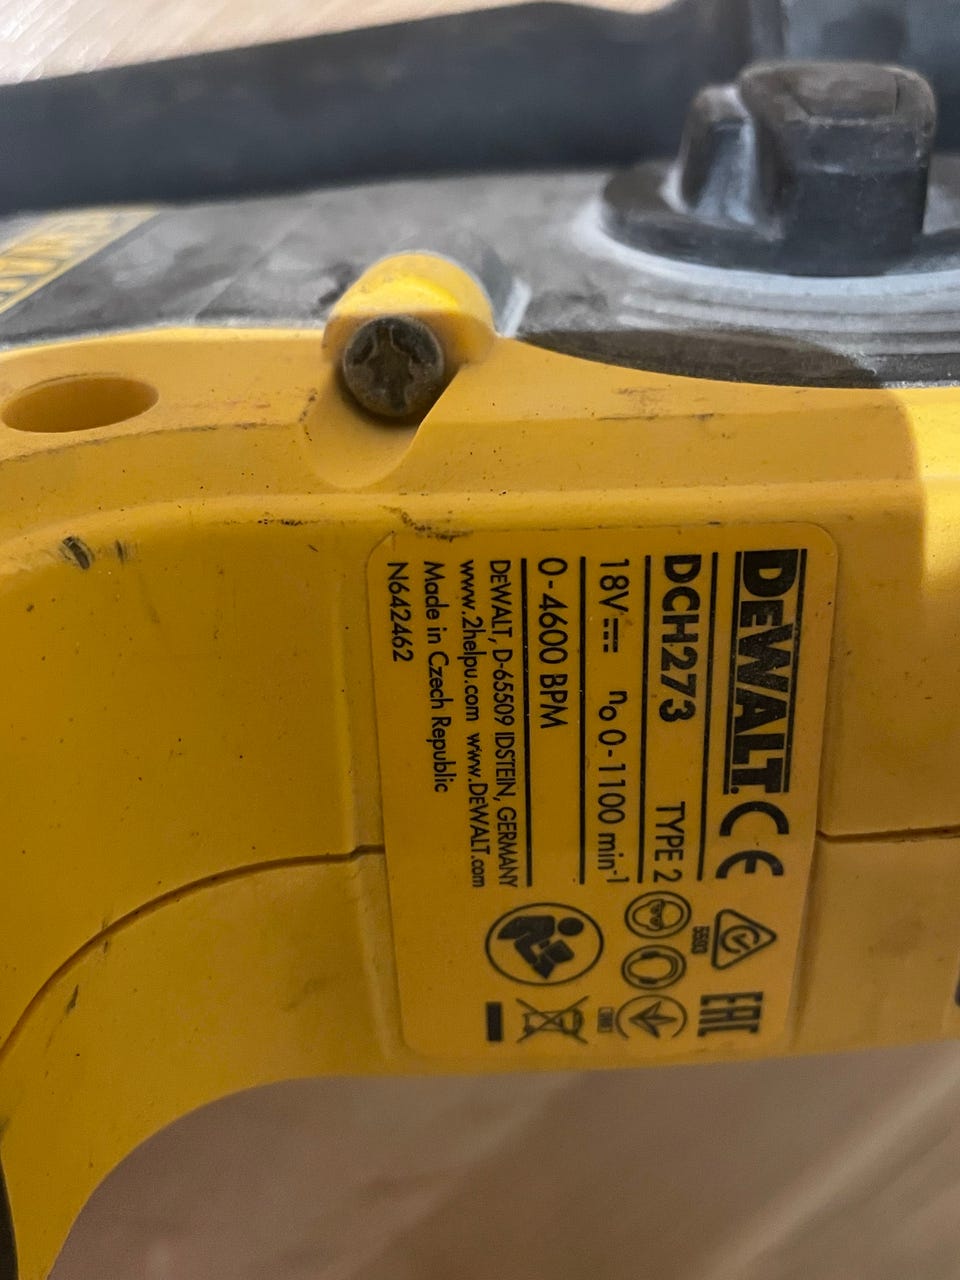 DEWALT
DCH273 TYPE 2
18V n₀ 0-1100 min⁻¹
0-4600 BPM
DEWALT, D-65509 IDSTEIN, GERMANY
www.2helpu.com www.DEWALT.com
Made in Czech Republic
N642462
CE
EAC